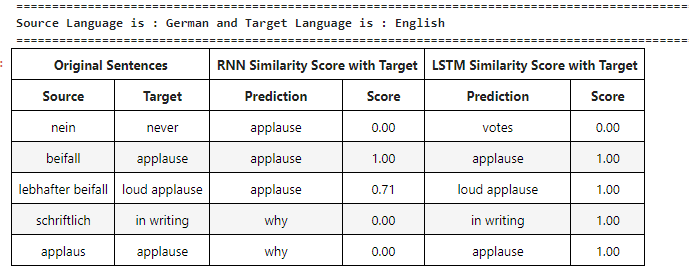 Source Language is : German and Target Language is : English
Original Sentences RNN Similarity Score with Target LSTM Similarity Score with Target
Source Target Prediction Score Prediction Score
nein never applause 0.00 votes 0.00
beifall applause applause 1.00 applause 1.00
lebhafter beifall loud applause applause 0.71 loud applause 1.00
schriftlich in writing why 0.00 in writing 1.00
applaus applause why 0.00 applause 1.00